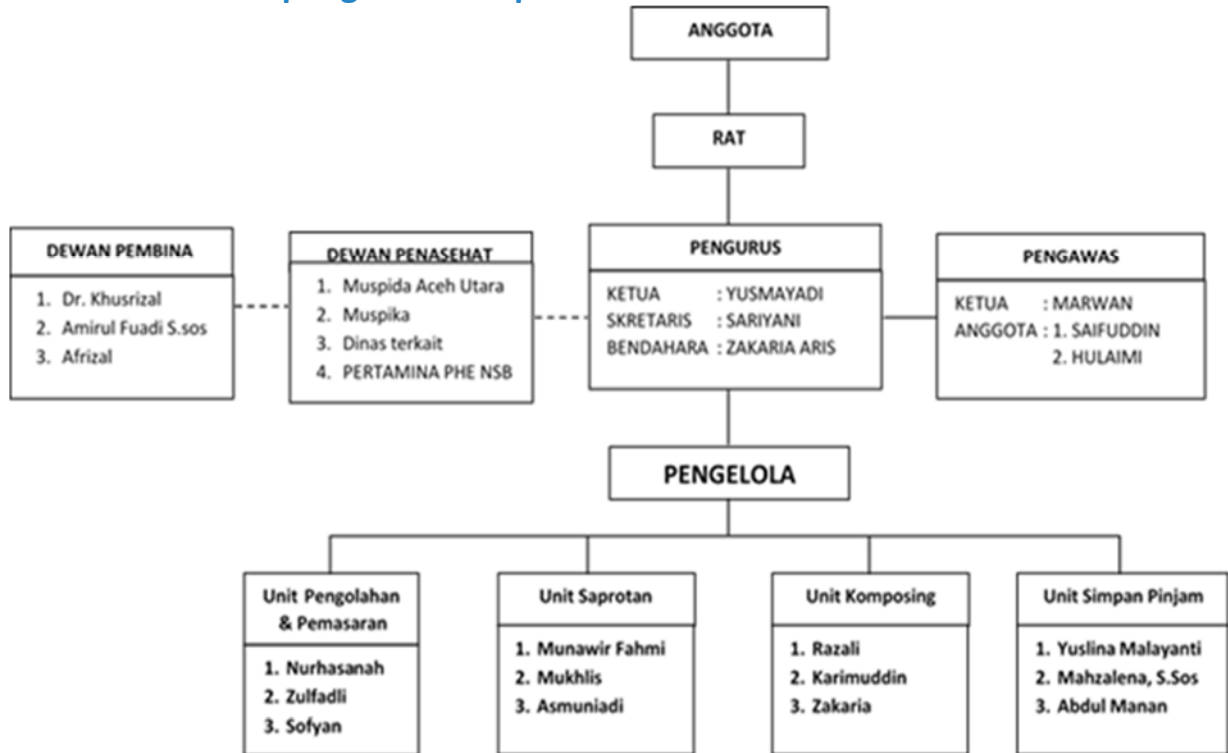 ANGGOTA
RAT
DEWAN PEMBINA
1. Dr. Khusrizal
2. Amirul Fuadi S.sos
3. Afrizal
DEWAN PENASEHAT
1. Muspida Aceh Utara
2. Muspika
3. Dinas terkait
4. PERTAMINA PHE NSB
PENGURUS
KETUA : YUSMAYADI
SKRETARIS : SARIYANI
BENDAHARA : ZAKARIA ARIS
PENGAWAS
KETUA : MARWAN
ANGGOTA : 1. SAIFUDDIN
2. HULAIMI
PENGELOLA
Unit Pengolahan
& Pemasaran
1. Nurhasanah
2. Zulfadli
3. Sofyan
Unit Saprotan
1. Munawir Fahmi
2. Mukhlis
3. Asmuniadi
Unit Komposing
1. Razali
2. Karimuddin
3. Zakaria
Unit Simpan Pinjam
1. Yuslina Malayanti
2. Mahzalena, S.Sos
3. Abdul Manan